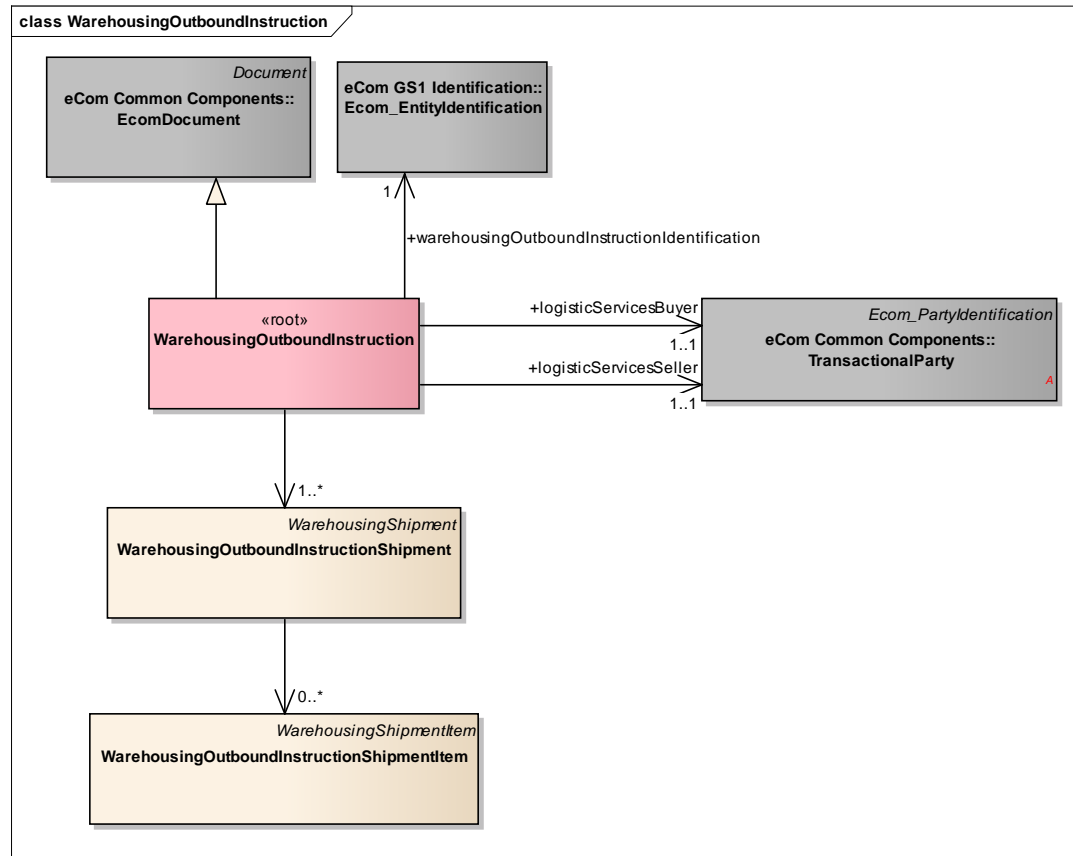 class WarehousingOutboundInstruction
Document
eCom Common Components::
EcomDocument
eCom GS1 Identification::
Ecom_EntityIdentification
1
+warehousingOutboundInstructionIdentification
«root»
WarehousingOutboundInstruction
+logisticServicesBuyer
1..1
+logisticServicesSeller
1..1
Ecom_PartyIdentification
eCom Common Components::
TransactionalParty
A
1..*
WarehousingShipment
WarehousingOutboundInstructionShipment
0..*
WarehousingShipmentItem
WarehousingOutboundInstructionShipmentItem